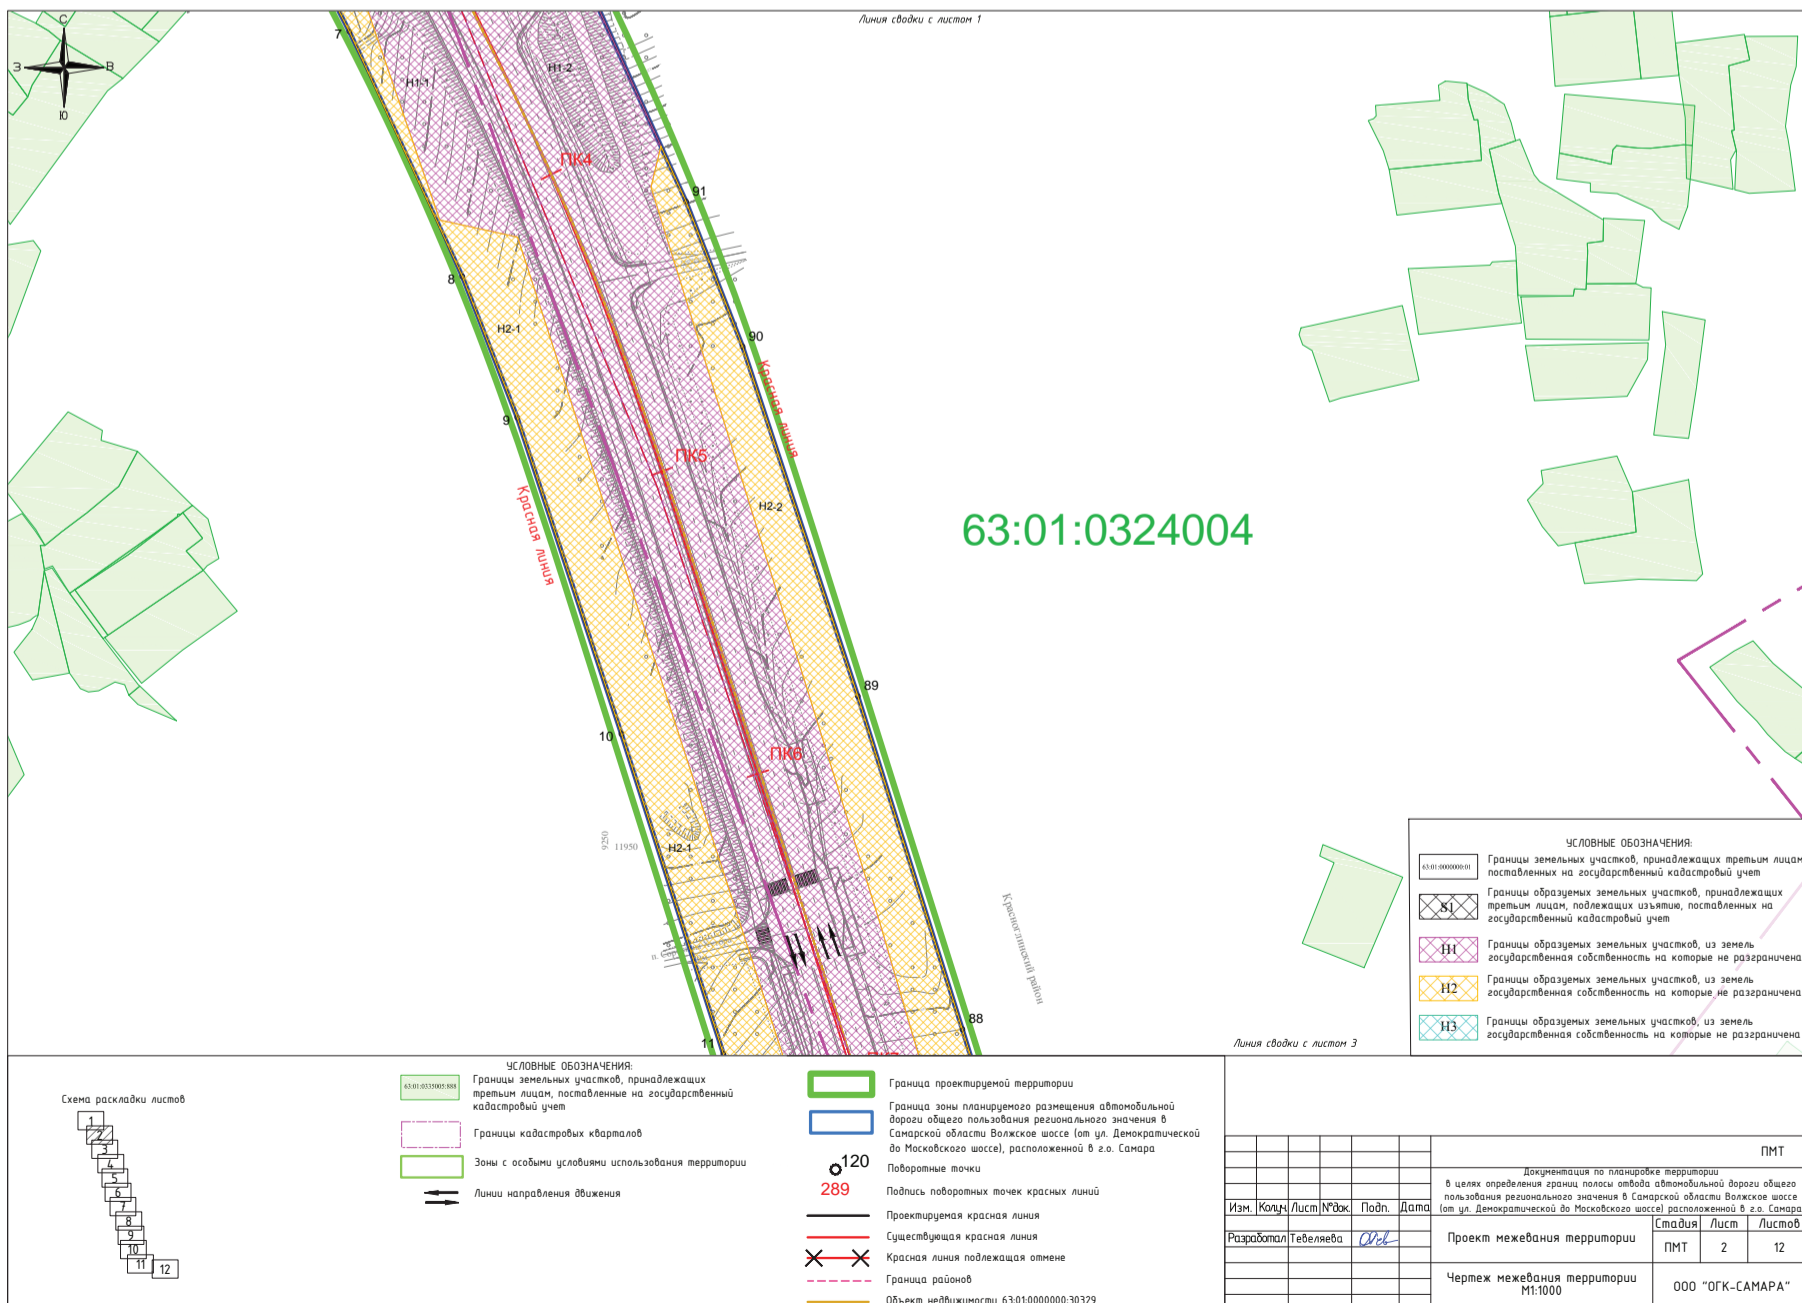 Линия сводки с листом 1
С
З
В
Ю
7
Н1-1
Н1-2
ПК4
91
8
Н2-1
90
Красная линия
9
ПК5
Красная линия
Н2-2
63:01:0324004
89
10
ПК6
9250
11950
Н2-1
Красноглинский район
88
11
Линия сводки с листом 3
УСЛОВНЫЕ ОБОЗНАЧЕНИЯ:
63:01:0000000:01
Границы земельных участков, принадлежащих третьим лицам
поставленных на государственный кадастровый учет
S1
Границы образуемых земельных участков, принадлежащих
третьим лицам, подлежащих изъятию, поставленных на
государственный кадастровый учет
Н1
Границы образуемых земельных участков, из земель
государственная собственность на которые не разграничена
Н2
Границы образуемых земельных участков, из земель
государственная собственность на которые не разграничена
Н3
Границы образуемых земельных участков, из земель
государственная собственность на которые не разграничена
Схема раскладки листов
1
2
3
4
5
6
7
8
9
10
11
12
УСЛОВНЫЕ ОБОЗНАЧЕНИЯ:
63:01:0335005:888
Границы земельных участков, принадлежащих
третьим лицам, поставленные на государственный
кадастровый учет
Границы кадастровых кварталов
Зоны с особыми условиями использования территории
Линии направления движения
Граница проектируемой территории
Граница зоны планируемого размещения автомобильной
дороги общего пользования регионального значения в
Самарской области Волжское шоссе (от ул. Демократической
до Московского шоссе), расположенной в г.о. Самара
120
Поворотные точки
289
Подпись поворотных точек красных линий
Проектируемая красная линия
Существующая красная линия
Красная линия подлежащая отмене
Граница районов
Объект недвижимости 63:01:0000000:30329
ПМТ
Документация по планировке территории
в целях определения границ полосы отвода автомобильной дороги общего
пользования регионального значения в Самарской области Волжское шоссе
(от ул. Демократической до Московского шоссе) расположенной в г.о. Самара
Изм. Колуч Лист №док. Подп. Дата
Разработал Тевеляева
Проект межевания территории
Стадия Лист Листов
ПМТ 2 12
Чертеж межевания территории
М1:1000
ООО "ОГК-САМАРА"